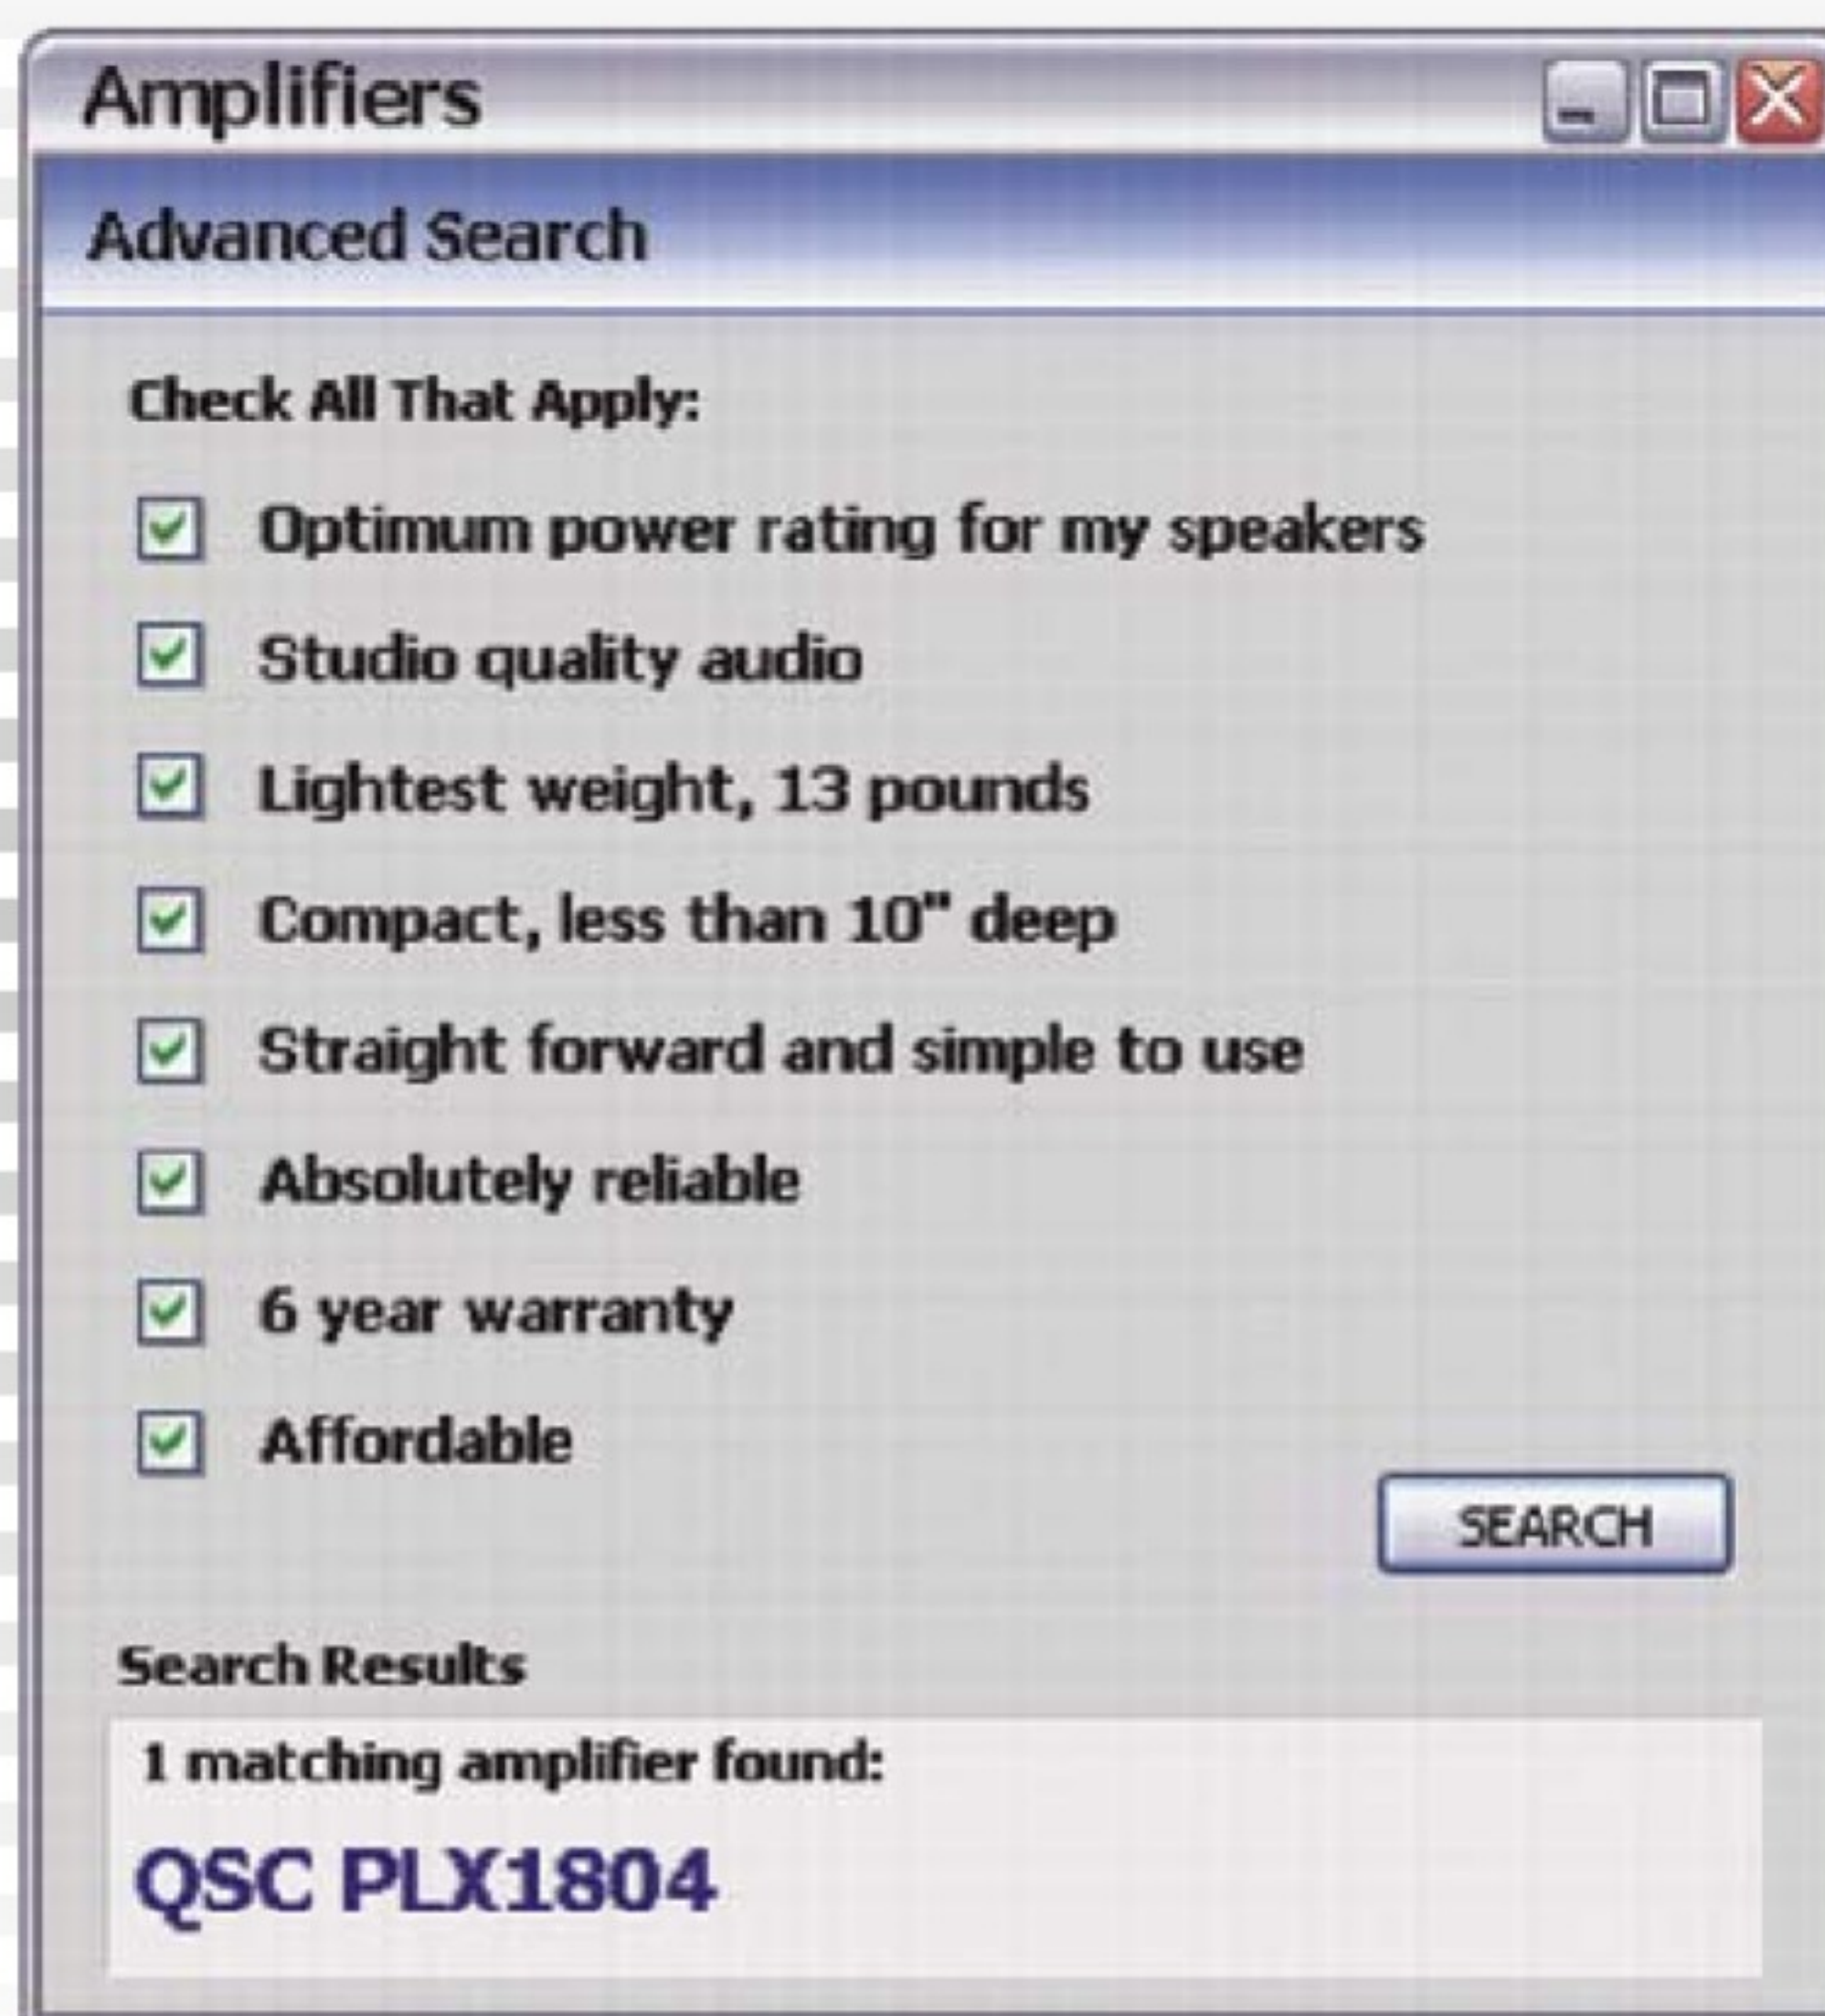 Amplifiers
Advanced Search
Check All That Apply:
Optimum power rating for my speakers
Studio quality audio
Lightest weight, 13 pounds
Compact, less than 10" deep
Straight forward and simple to use
Absolutely reliable
6 year warranty
Affordable
SEARCH
Search Results
1 matching amplifier found:
QSC PLX1804